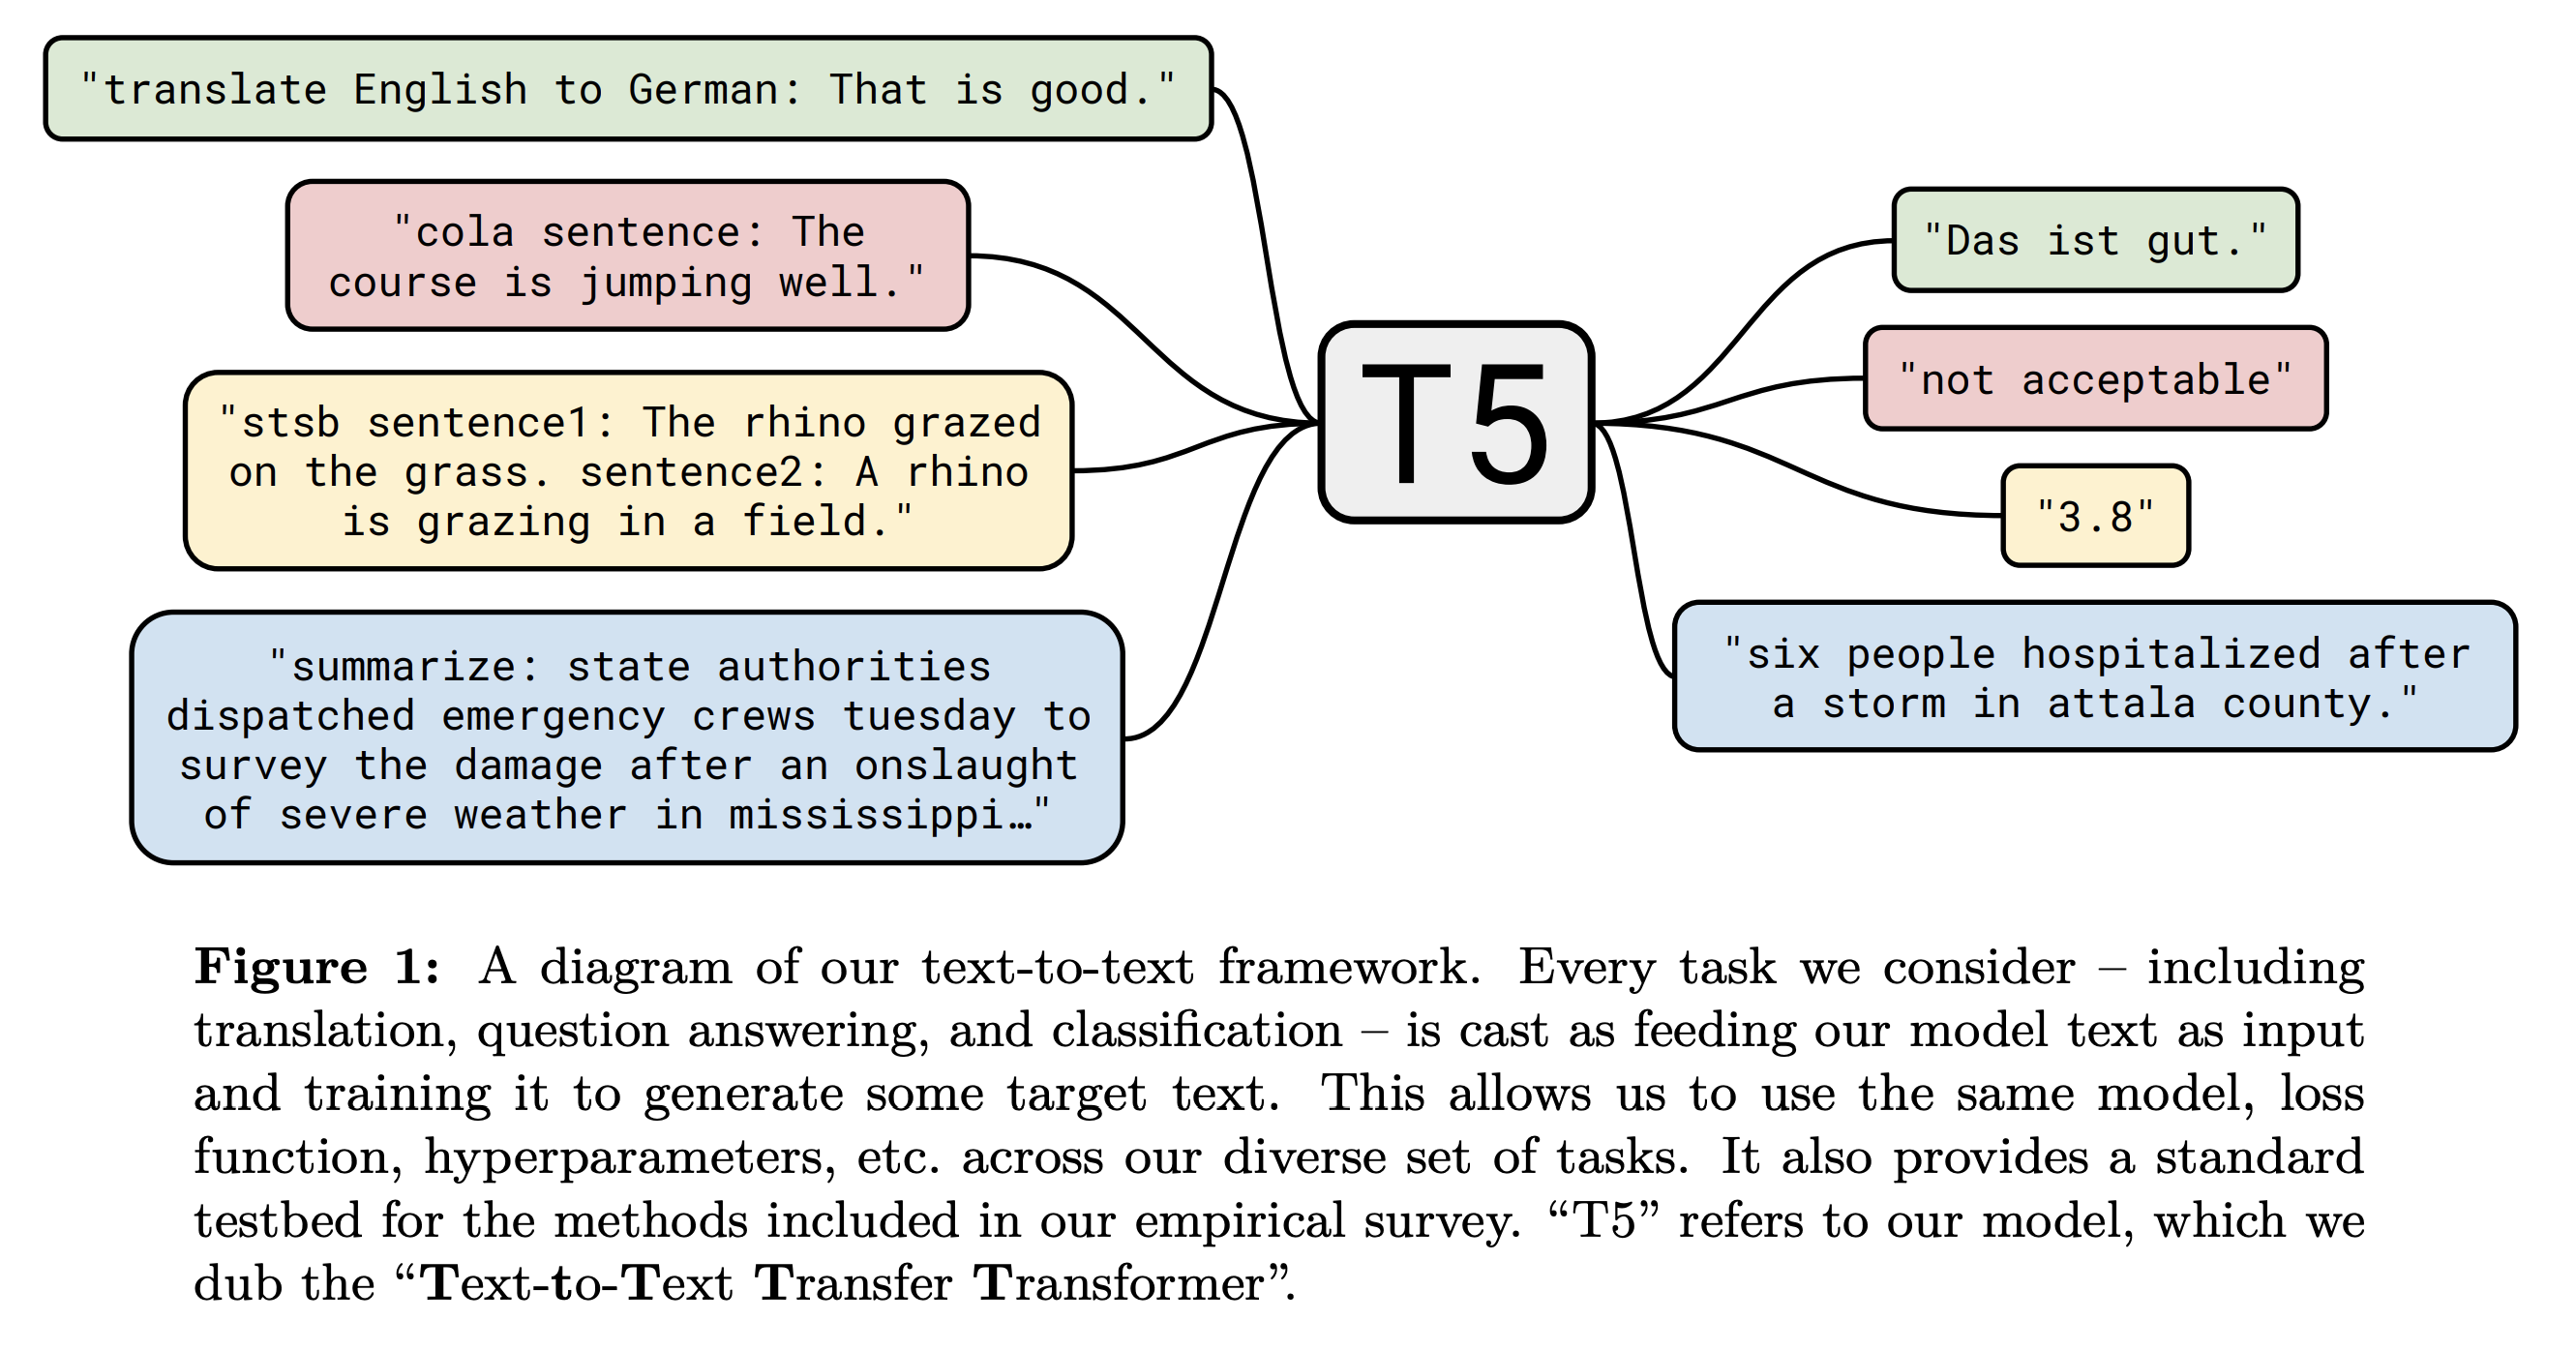 "translate English to German: That is good."
"cola sentence: The
course is jumping well."
"stsb sentence1: The rhino grazed
on the grass. sentence2: A rhino
is grazing in a field."
"summarize: state authorities
dispatched emergency crews tuesday to
survey the damage after an onslaught
of severe weather in mississippi…"
T5
"Das ist gut."
"not acceptable"
"3.8"
"six people hospitalized after
a storm in attala county."
Figure 1: A diagram of our text-to-text framework. Every task we consider – including
translation, question answering, and classification – is cast as feeding our model text as input
and training it to generate some target text. This allows us to use the same model, loss
function, hyperparameters, etc. across our diverse set of tasks. It also provides a standard
testbed for the methods included in our empirical survey. “T5” refers to our model, which we
dub the “Text-to-Text Transfer Transformer”.